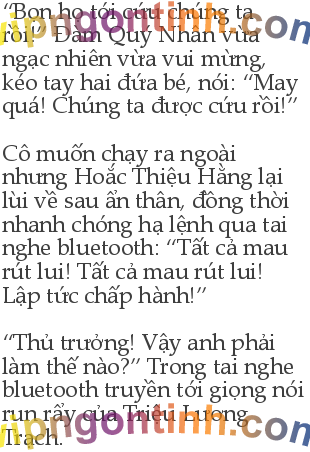 “Bọn họ tới cứu chúng ta
rồi!” Đàm Quý Nhân vừa
ngạc nhiên vừa vui mừng,
kéo tay hai đứa bé, nói: “May
quá! Chúng ta được cứu rồi!”
Cô muốn chạy ra ngoài
nhưng Hoắc Thiệu Hằng lại
lùi về sau ẩn thân, đồng thời
nhanh chóng hạ lệnh qua tai
nghe bluetooth: “Tất cả mau
rút lui! Tất cả mau rút lui!
Lập tức chấp hành!”
“Thủ trưởng! Vậy anh phải
làm thế nào?” Trong tai nghe
bluetooth truyền tới giọng nói
run rẩy của Triệu Lương
Trạch.
vipngontinh.com
vipngontinh.com